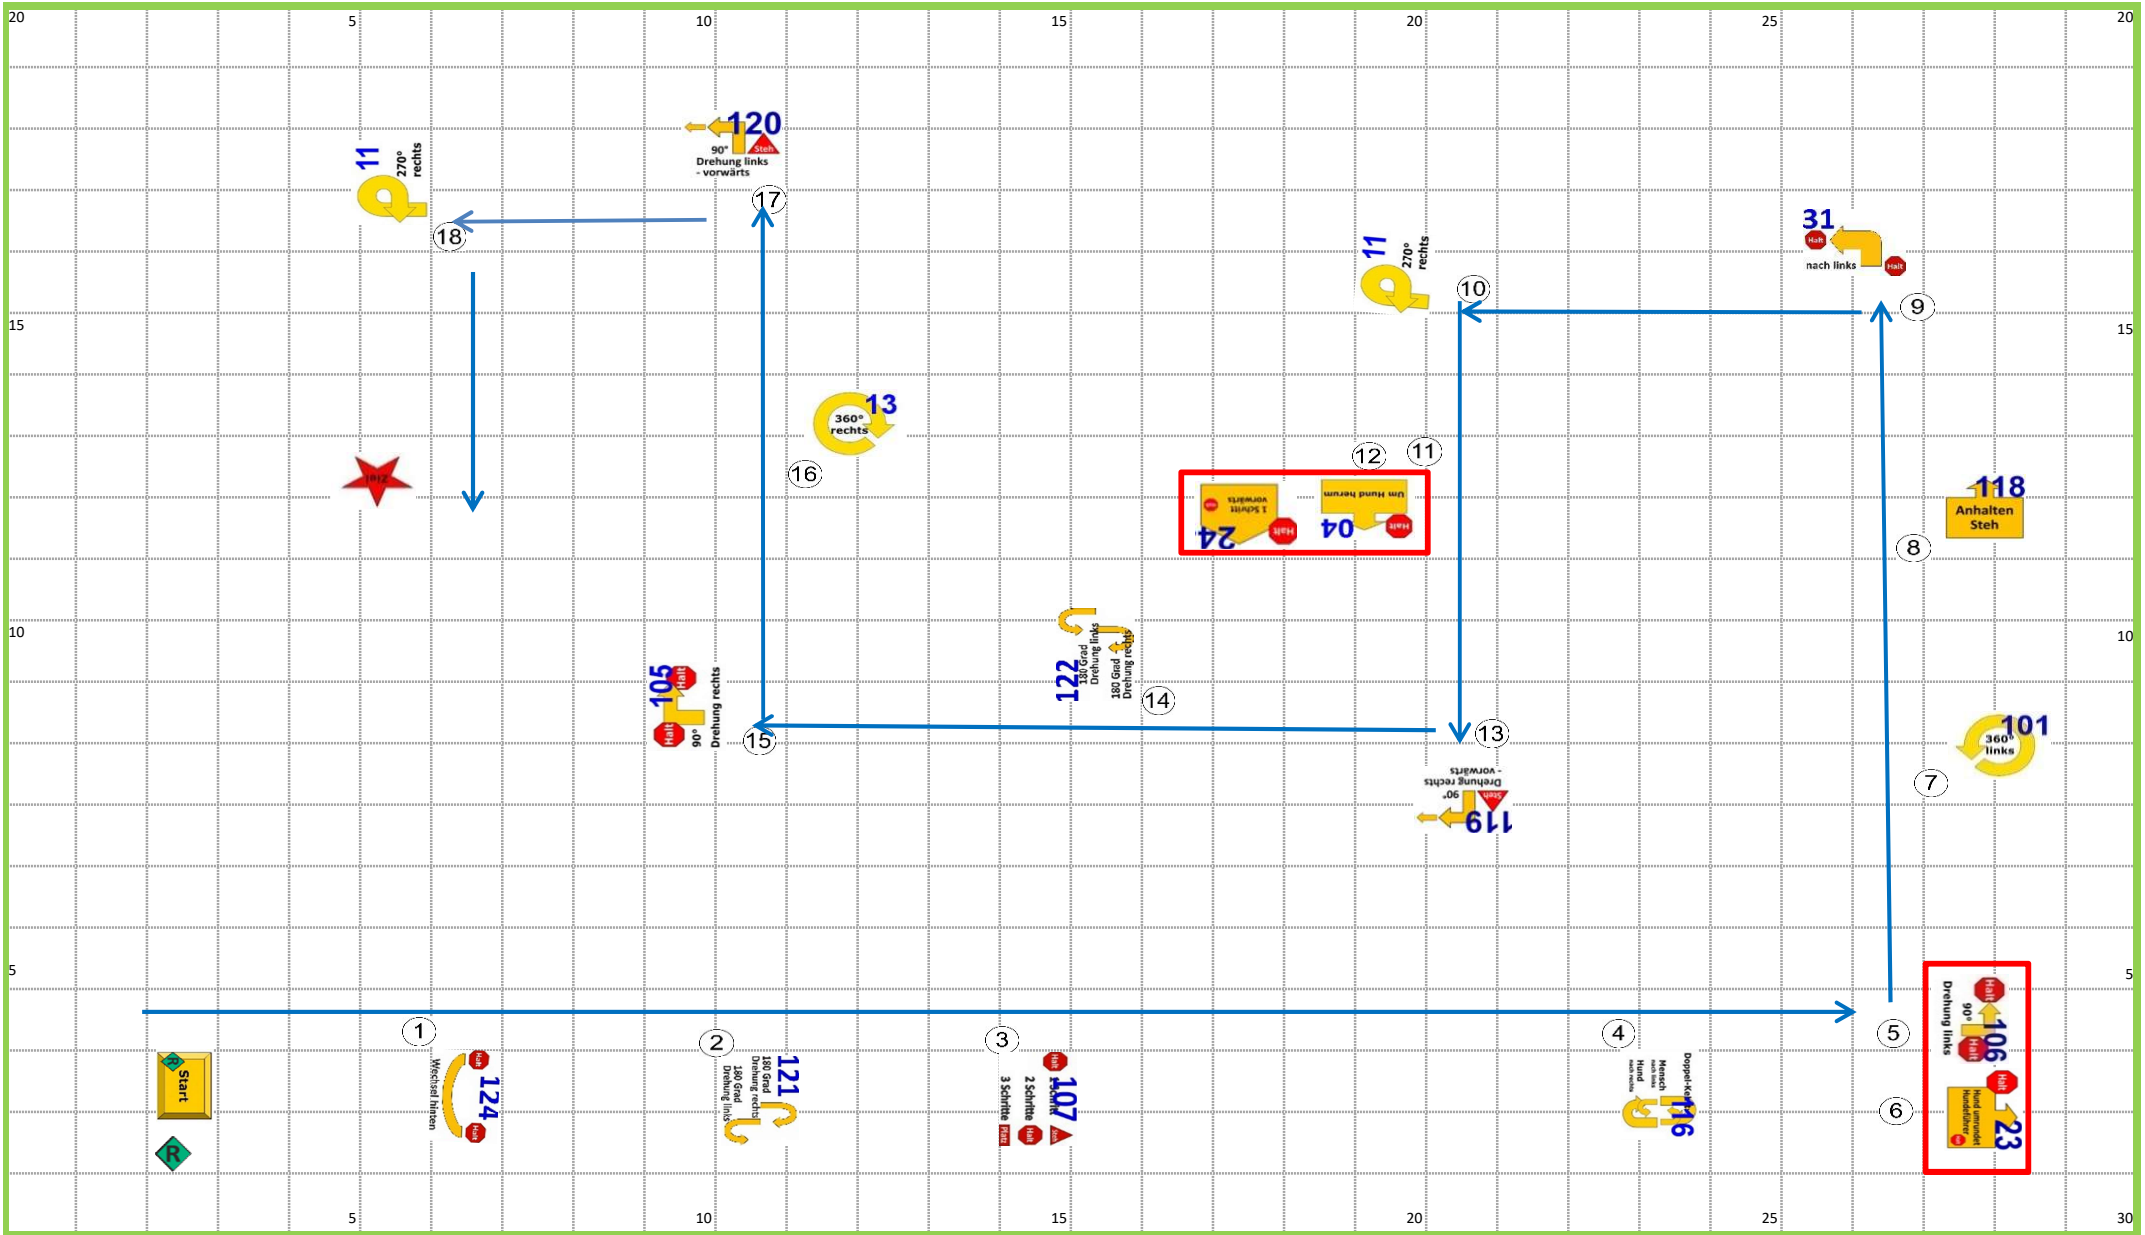 20 5 10 15 20 25 20
120
90° Steh
Drehung links
- vorwärts
11
270°
rechts
17
18
31
Halt
nach links Halt
11
270°
rechts
10
9
15 15
13
360°
rechts
16
12
11
Ziel
1 Schritt
vorwärts
Halt
24
Um Hund herum
Halt
04
118
Anhalten
Steh
8
10 10
122
180 Grad
Drehung links
180 Grad
Drehung rechts
14
105
Halt
Halt
90°
Drehung rechts
15
13
101
360°
links
7
119
90° Steh
Drehung rechts
- vorwärts
5 5
1
2
3
4
5
6
Start
R
R
124
Halt
Halt
Wechsel hinten
121
180 Grad
Drehung rechts
180 Grad
Drehung links
107
Halt
2 Schritte
3 Schritte
Steh
Halt
Platz
116
Mensch
nach links
Hund
nach rechts
106
Halt
Halt
90°
Drehung links
23
Halt
Hund umrundet
Hundeführer
5 10 15 20 25 30